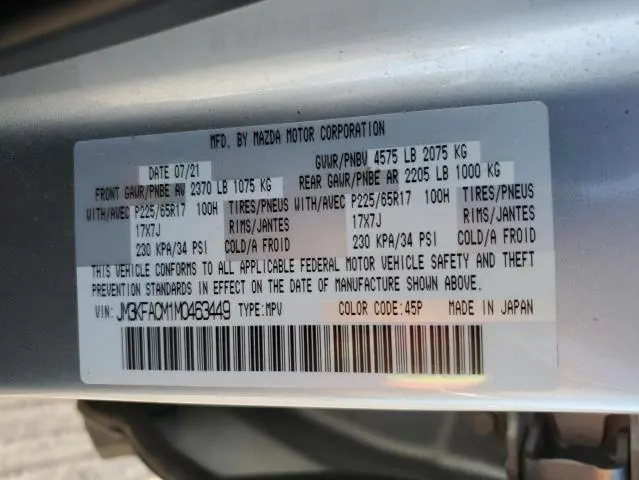 MFD. BY MAZDA MOTOR CORPORATION
DATE 07/21 GVWR/PNBV 4575 LB 2075 KG
FRONT GAWR/PNBE AV 2370 LB 1075 KG REAR GAWR/PNBE AR 2205 LB 1000 KG
WITH/AVEC P225/65R17 100H TIRES/PNEUS WITH/AVEC P225/65R17 100H TIRES/PNEUS
17X7J RIMS/JANTES 17X7J RIMS/JANTES
230 KPA/34 PSI COLD/A FROID 230 KPA/34 PSI COLD/A FROID
THIS VEHICLE CONFORMS TO ALL APPLICABLE FEDERAL MOTOR VEHICLE SAFETY AND THEFT
PREVENTION STANDARDS IN EFFECT ON THE DATE OF MANUFACTURE SHOWN ABOVE.
VIN: JM3KFACM1M0463449 TYPE:MPV COLOR CODE:45P MADE IN JAPAN